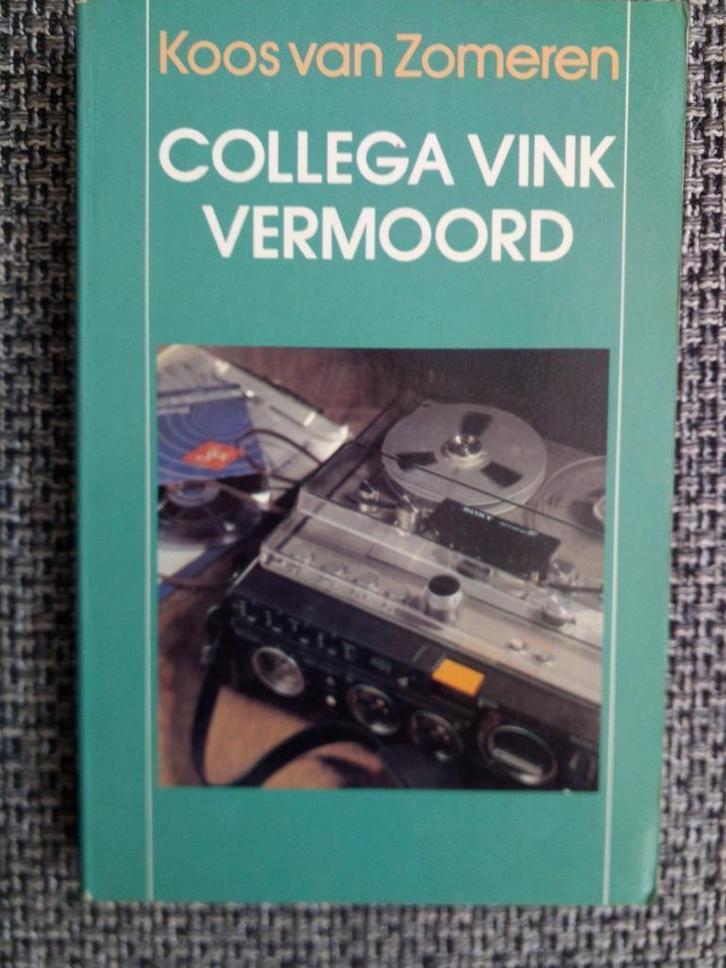 Koos van Zomeren
COLLEGA VINK
VERMOORD
SONY